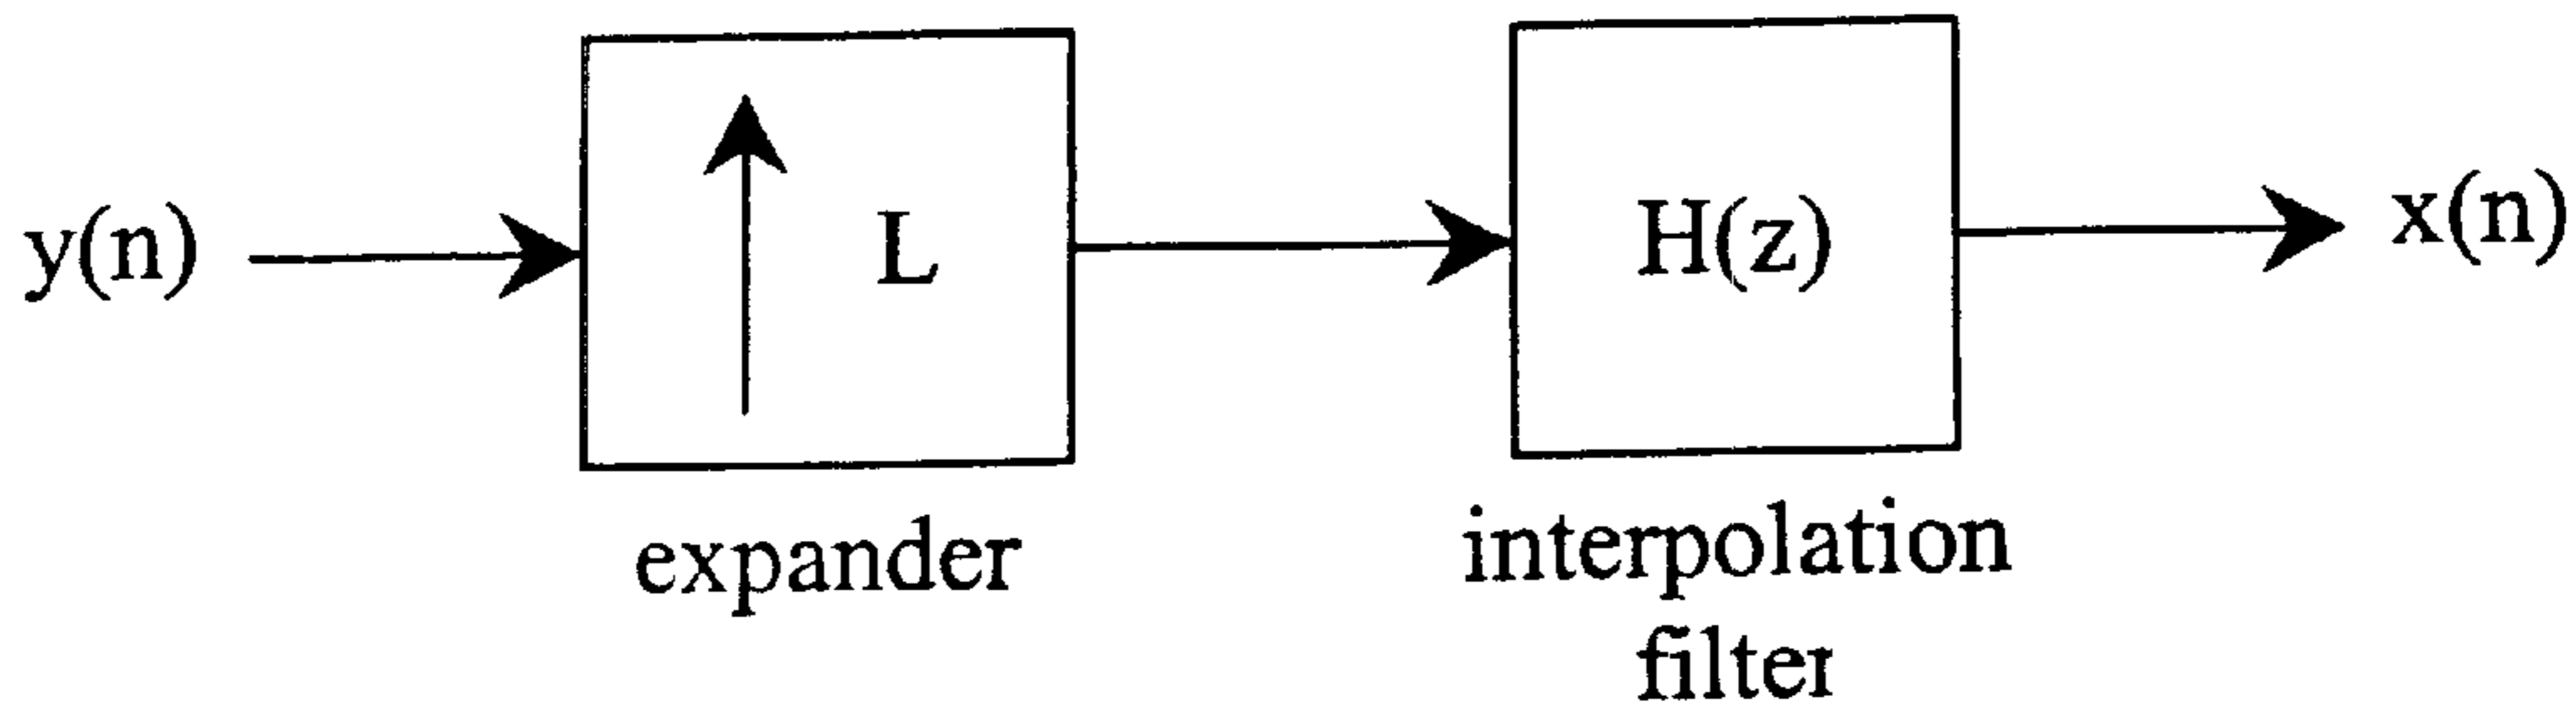 y(n)
L
H(z)
x(n)
expander
interpolation
filter